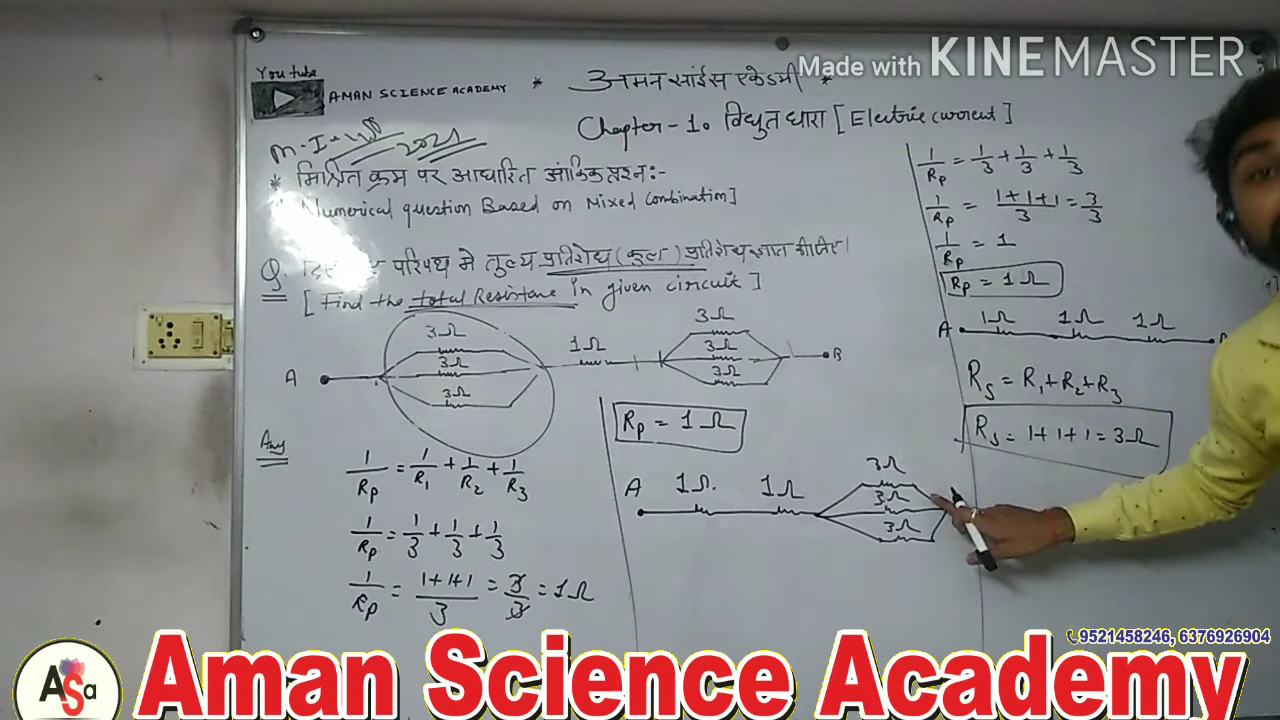 Made with KINEMASTER
You tube
AMAN SCIENCE ACADEMY * अमन साइंस एकेडमी *
Chapter - 10 विधुत धारा [ Electric current ]
2021
* मिश्रित क्रम पर आधारित आंकिक प्रश्न :-
Numerical question Based on Mixed Combination]
Q. परिपथ मे तुल्य प्रतिरोध (कुल) प्रतिरोध ज्ञात कीजिए।
[ Find the total Resistane in given circuit ]
3Ω
3Ω
3Ω
1Ω
3Ω
3Ω
3Ω
A
B
Ans
1/Rp = 1/R1 + 1/R2 + 1/R3
1/Rp = 1/3 + 1/3 + 1/3
1/Rp = 1+1+1/3 = 3/3 = 1Ω
Rp = 1Ω
A 1Ω. 1Ω
3Ω
3Ω
3Ω
1/Rp = 1/3 + 1/3 + 1/3
1/Rp = 1+1+1/3 = 3/3
1/Rp = 1
Rp = 1Ω
A 1Ω 1Ω 1Ω
Rs = R1 + R2 + R3
Rs = 1+1+1 = 3Ω
9521458246, 6376926904
ASa
Aman Science Academy